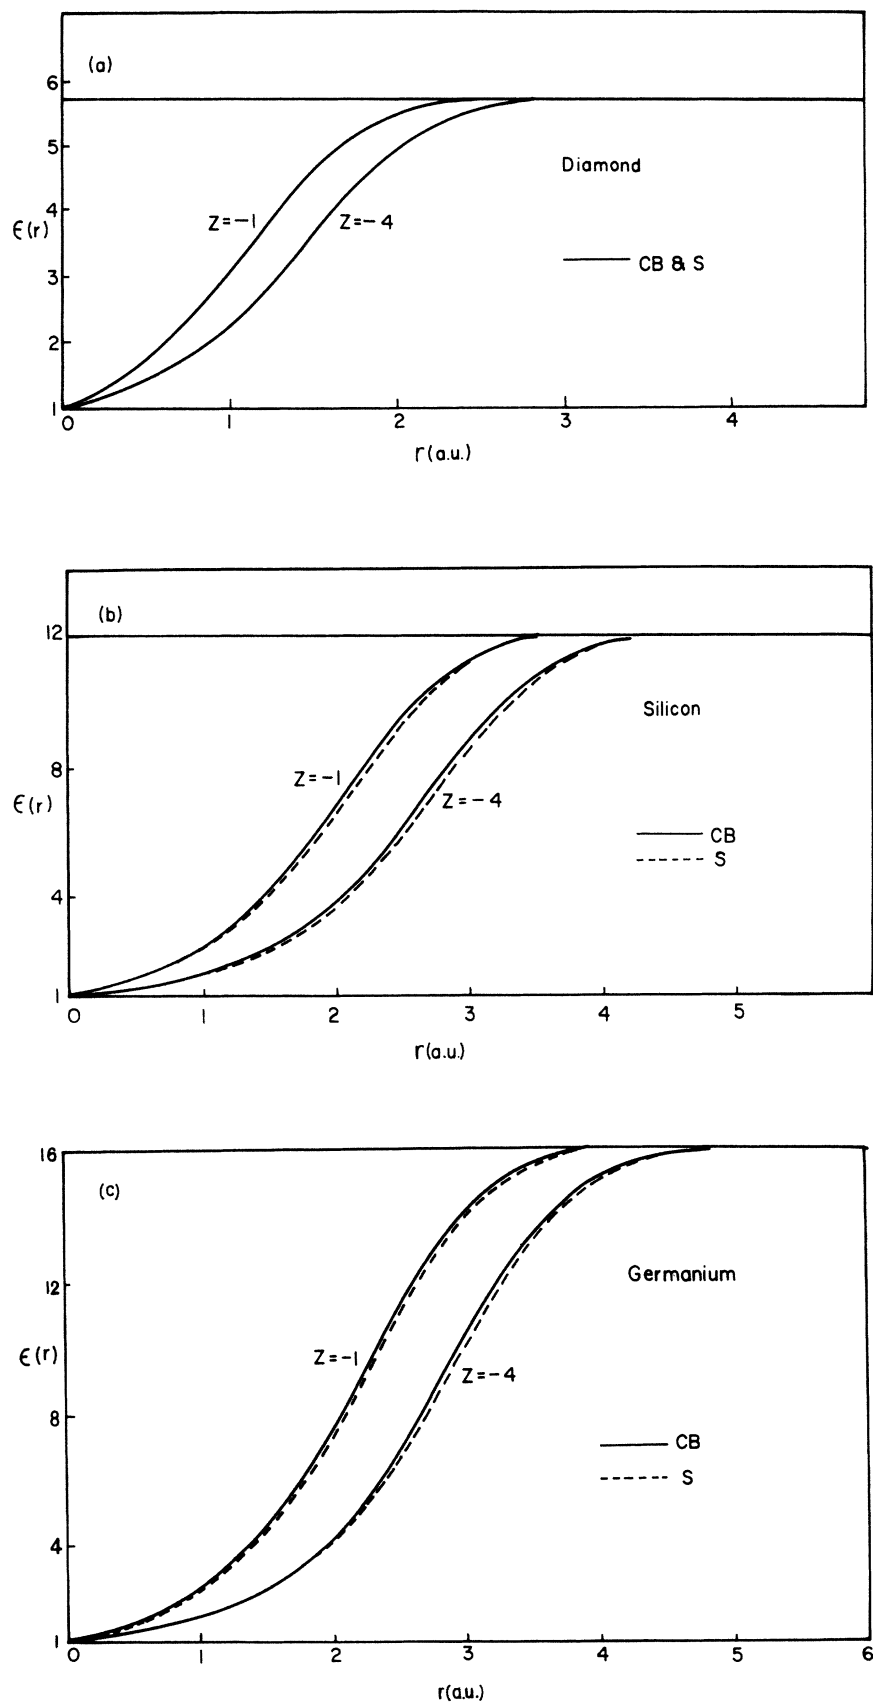 (a)
6
5
4
3
2
1
ϵ(r)
Z=-1
Z=-4
Diamond
CB & S
0 1 2 3 4
r(a.u.)
(b)
12
8
4
1
ϵ(r)
Z=-1
Z=-4
Silicon
CB
S
0 1 2 3 4 5
r(a.u.)
(c)
16
12
8
4
1
ϵ(r)
Z=-1
Z=-4
Germanium
CB
S
0 1 2 3 4 5 6
r(a.u.)